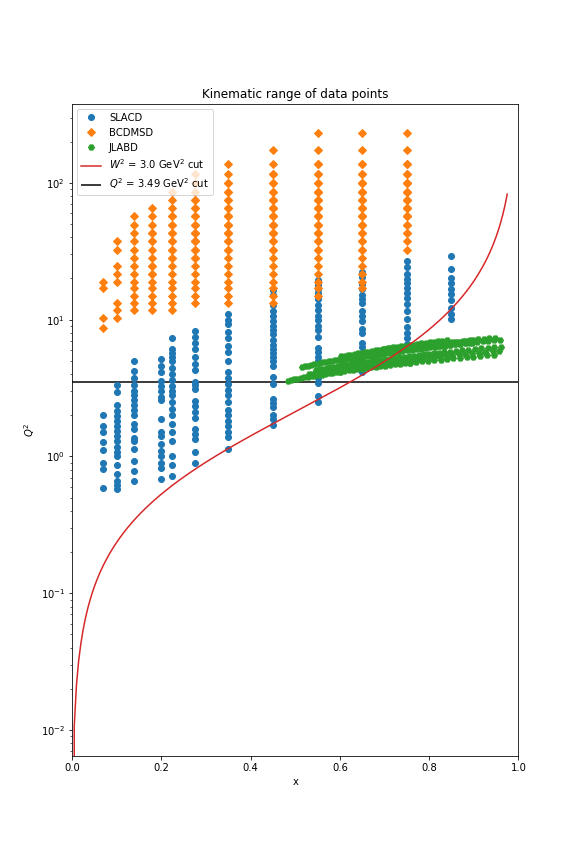 Kinematic range of data points
SLACD
BCDMSD
JLABD
W² = 3.0 GeV² cut
Q² = 3.49 GeV² cut
10²
10¹
10⁰
10⁻¹
10⁻²
Q²
0.0 0.2 0.4 0.6 0.8 1.0
x